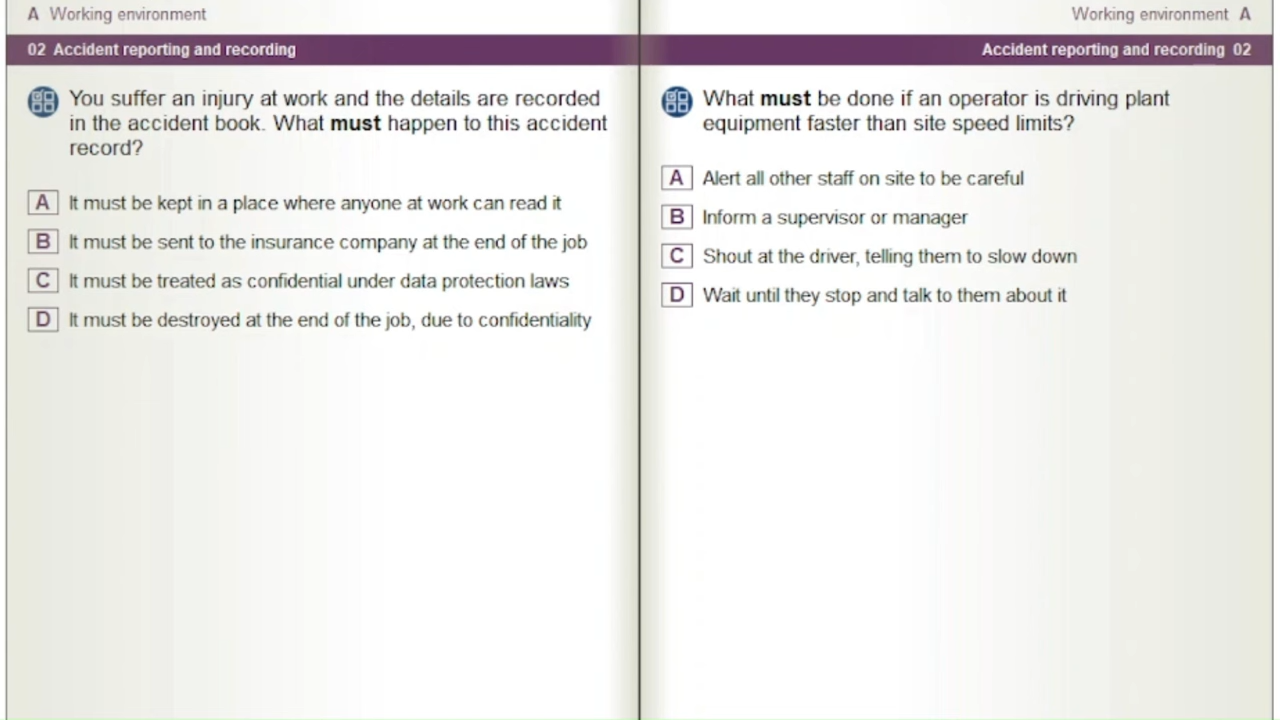 A Working environment
02 Accident reporting and recording
You suffer an injury at work and the details are recorded
in the accident book. What must happen to this accident
record?
A It must be kept in a place where anyone at work can read it
B It must be sent to the insurance company at the end of the job
C It must be treated as confidential under data protection laws
D It must be destroyed at the end of the job, due to confidentiality
Working environment A
Accident reporting and recording 02
What must be done if an operator is driving plant
equipment faster than site speed limits?
A Alert all other staff on site to be careful
B Inform a supervisor or manager
C Shout at the driver, telling them to slow down
D Wait until they stop and talk to them about it